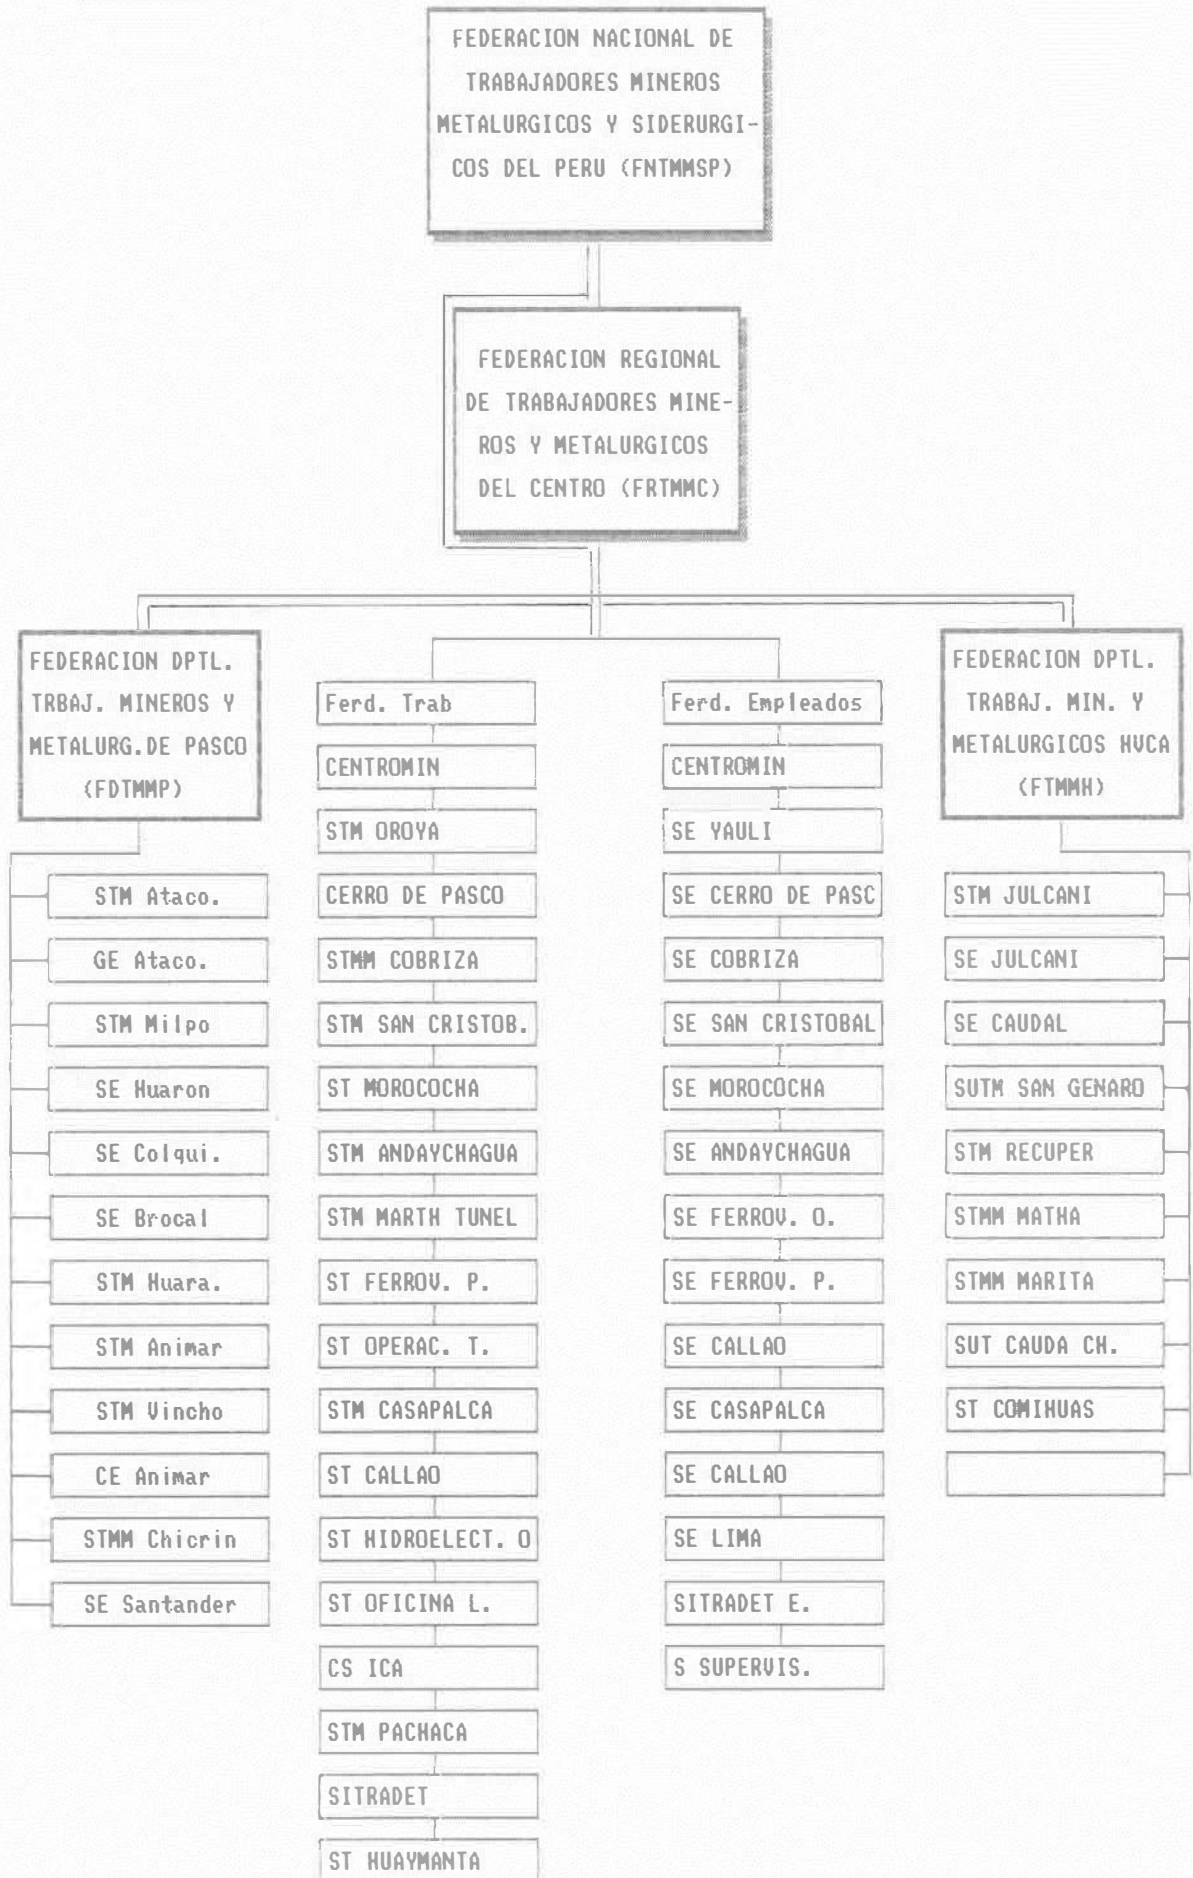 FEDERACION NACIONAL DE
TRABAJADORES MINEROS
METALURGICOS Y SIDERURGI-
COS DEL PERU (FNTMMSP)
FEDERACION REGIONAL
DE TRABAJADORES MINE-
ROS Y METALURGICOS
DEL CENTRO (FRTMMC)
FEDERACION DPTL.
TRBAJ. MINEROS Y
METALURG.DE PASCO
(FDTMMP)
STM Ataco.
GE Ataco.
STM Milpo
SE Huaron
SE Colqui.
SE Brocal
STM Huara.
STM Animar
STM Vincho
CE Animar
STMM Chicrin
SE Santander
Ferd. Trab
CENTROMIN
STM OROYA
CERRO DE PASCO
STMM COBRIZA
STM SAN CRISTOB.
ST MOROCOCHA
STM ANDAYCHAGUA
STM MARTH TUNEL
ST FERROV. P.
ST OPERAC. T.
STM CASAPALCA
ST CALLAO
ST HIDROELECT. O
ST OFICINA L.
CS ICA
STM PACHACA
SITRADET
ST HUAYMANTA
Ferd. Empleados
CENTROMIN
SE YAULI
SE CERRO DE PASC
SE COBRIZA
SE SAN CRISTOBAL
SE MOROCOCHA
SE ANDAYCHAGUA
SE FERROV. O.
SE FERROV. P.
SE CALLAO
SE CASAPALCA
SE CALLAO
SE LIMA
SITRADET E.
S SUPERVIS.
FEDERACION DPTL.
TRABAJ. MIN. Y
METALURGICOS HVCA
(FTMMH)
STM JULCANI
SE JULCANI
SE CAUDAL
SUTM SAN GENARO
STM RECUPER
STMM MATHA
STMM MARITA
SUT CAUDA CH.
ST COMIHUAS